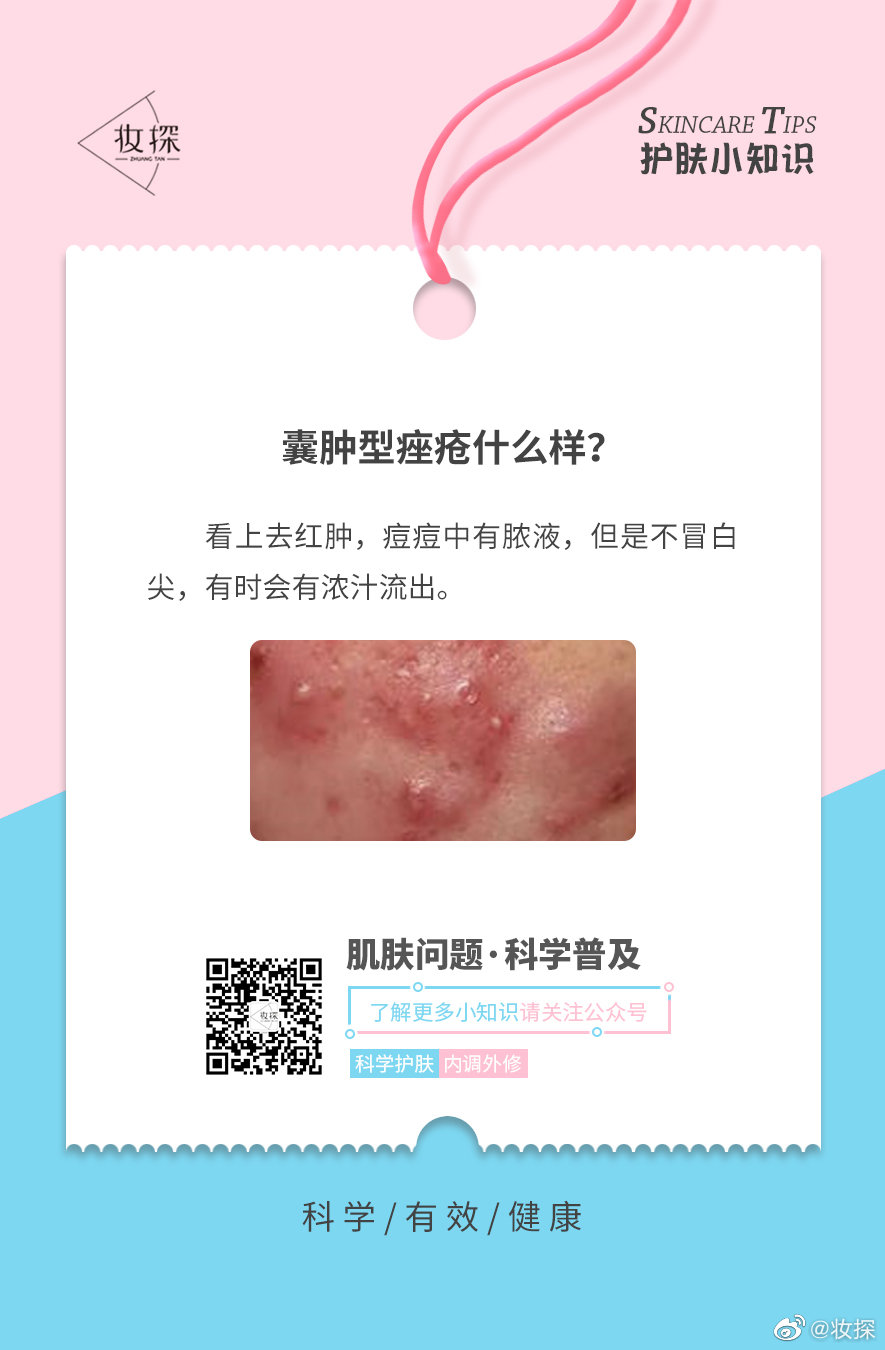 妆探
ZHUANG TAN
SKINCARE TIPS
护肤小知识
囊肿型痤疮什么样？
看上去红肿，痘痘中有脓液，但是不冒白
尖，有时会有浓汁流出。
肌肤问题·科学普及
了解更多小知识请关注公众号
科学护肤 内调外修
妆探
科学/有效/健康
@妆探